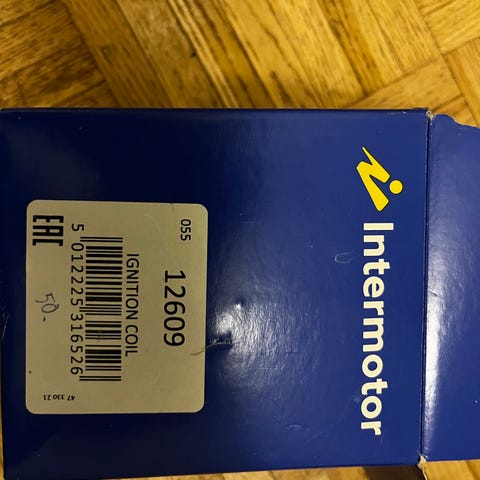 Intermotor
055
12609
IGNITION COIL
5 012225 316526
EAC
50.-
47 330 21